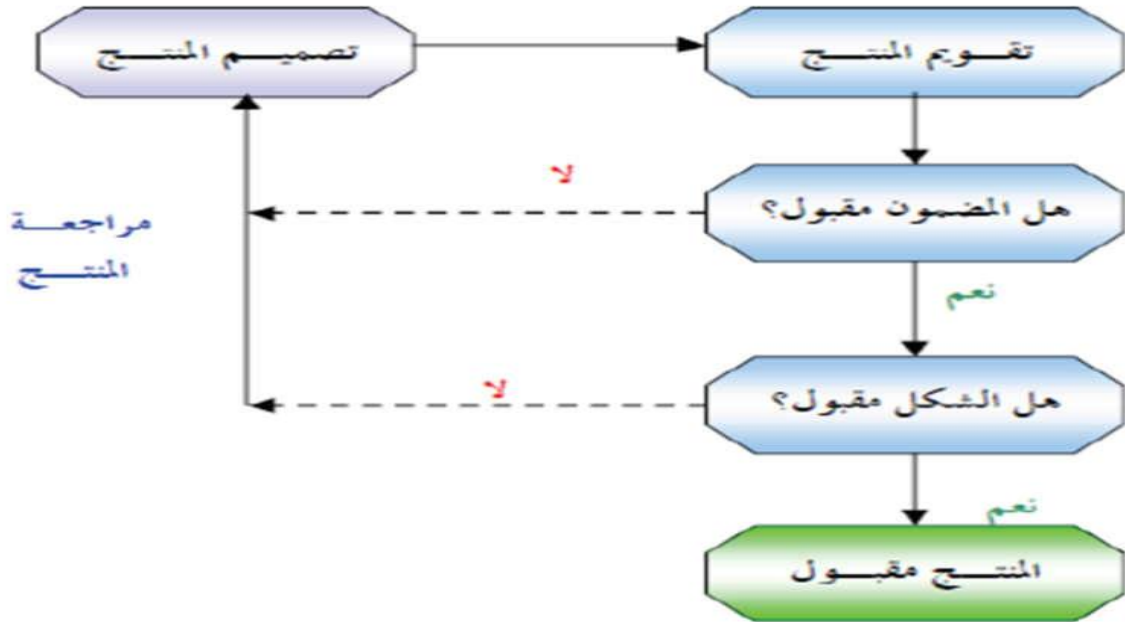 تصميم المنتج
تقويم المنتج
لا
هل المضمون مقبول؟
مراجعة
المنتج
نعم
لا
هل الشكل مقبول؟
نعم
المنتج مقبول